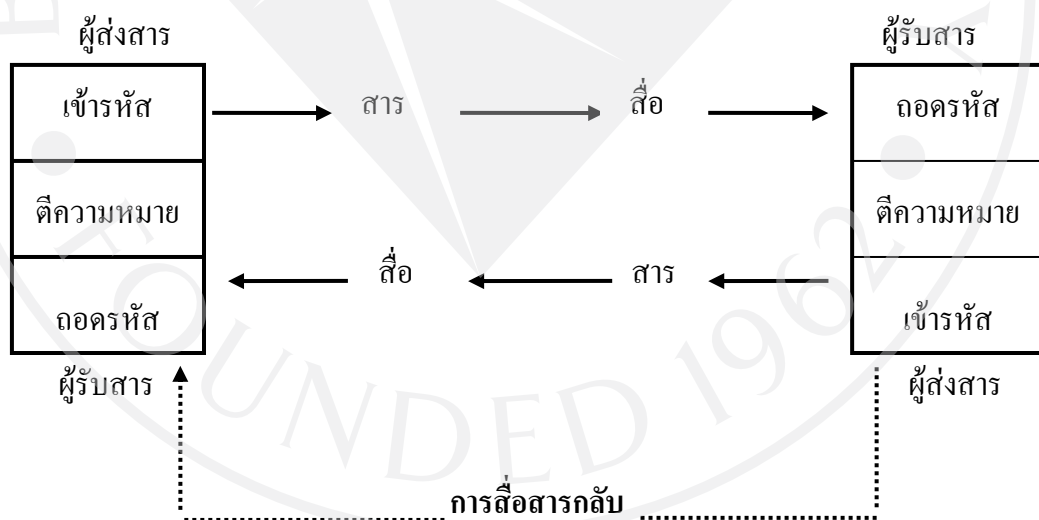 ผู้ส่งสาร ผู้รับสาร
เข้ารหัส สาร สื่อ ถอดรหัส
ตีความหมาย ตีความหมาย
สื่อ สาร
ถอดรหัส เข้ารหัส
ผู้รับสาร ผู้ส่งสาร
การสื่อสารกลับ
FOUNDED 1962